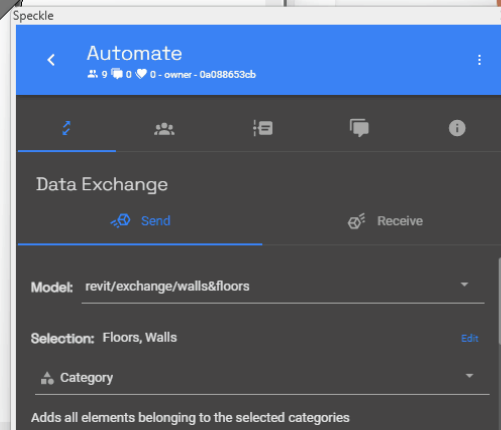 Speckle
Automate
9 0 0 - owner - 0a088653cb
Data Exchange
Send Receive
Model: revit/exchange/walls&floors
Selection: Floors, Walls Edit
Category
Adds all elements belonging to the selected categories